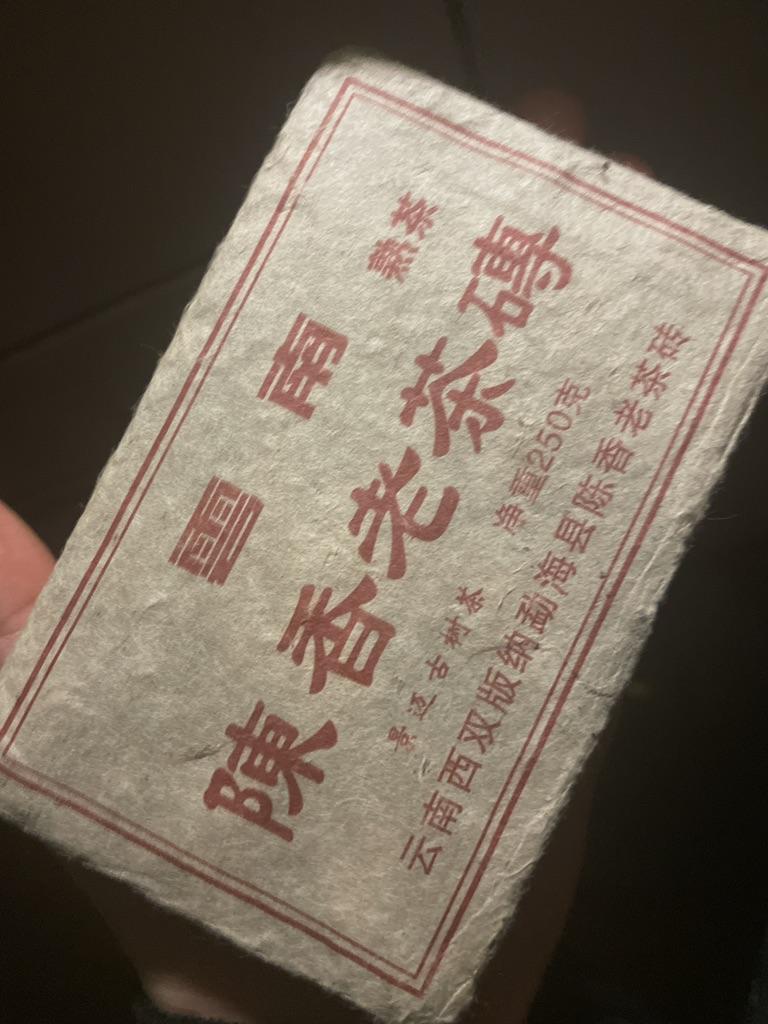 雲南
熟茶
陳香老茶磚
景迈古树茶
净重250克
云南西双版纳勐海县陈香老茶砖